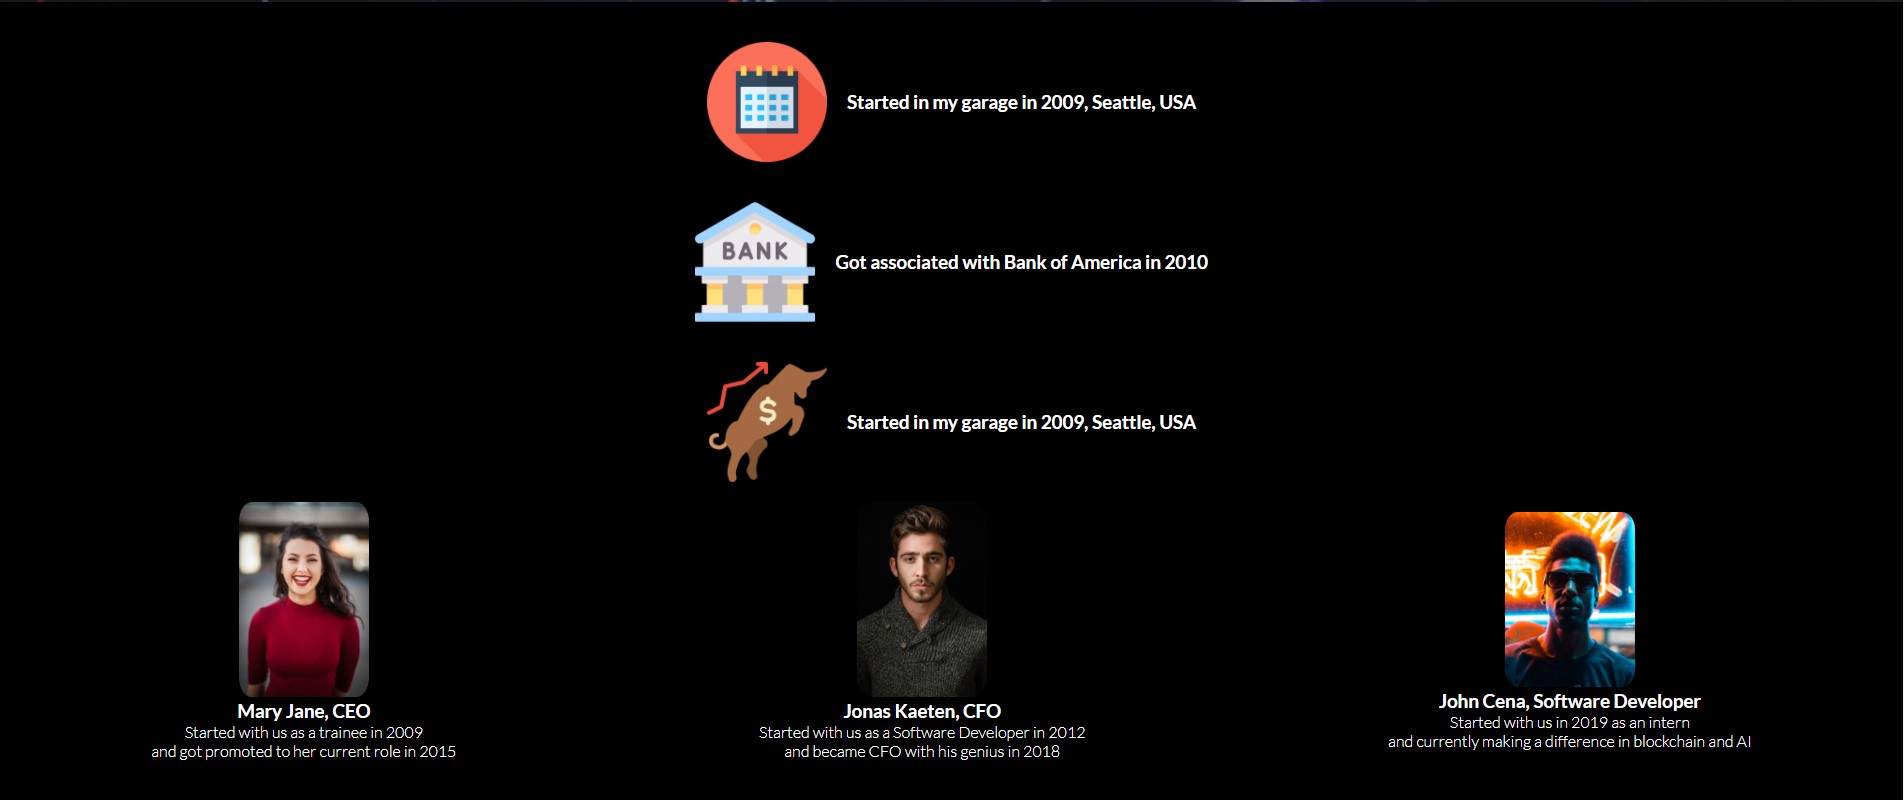 Started in my garage in 2009, Seattle, USA
BANK
Got associated with Bank of America in 2010
$
Started in my garage in 2009, Seattle, USA
Mary Jane, CEO
Started with us as a trainee in 2009
and got promoted to her current role in 2015
Jonas Kaeten, CFO
Started with us as a Software Developer in 2012
and became CFO with his genius in 2018
John Cena, Software Developer
Started with us in 2019 as an intern
and currently making a difference in blockchain and AI